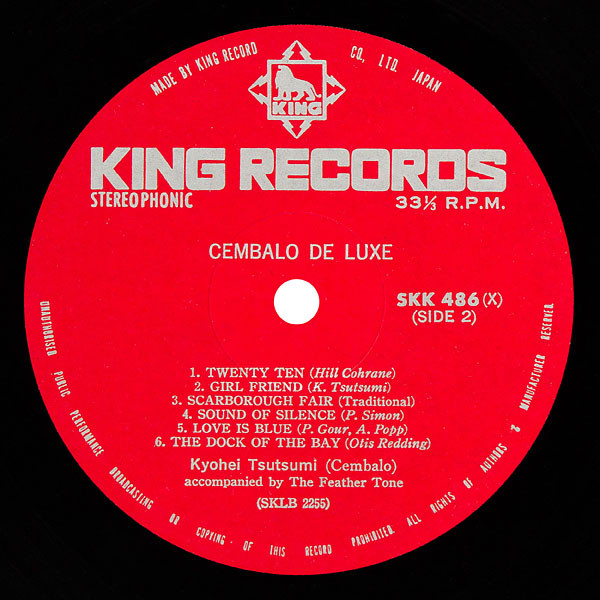 MADE BY KING RECORD CO., LTD. JAPAN
KING
KING RECORDS
STEREOPHONIC
33⅓ R.P.M.
CEMBALO DE LUXE
SKK 486 (X)
(SIDE 2)
1. TWENTY TEN (Hill Cochrane)
2. GIRL FRIEND (K. Tsutsumi)
3. SCARBOROUGH FAIR (Traditional)
4. SOUND OF SILENCE (P. Simon)
5. LOVE IS BLUE (P. Gour, A. Popp)
6. THE DOCK OF THE BAY (Otis Redding)
Kyohei Tsutsumi (Cembalo)
accompanied by The Feather Tone
(SKLB 2255)
UNAUTHORISED PUBLIC PERFORMANCE BROADCASTING OR COPYING OF THIS RECORD PROHIBITED. ALL RIGHTS OF AUTHORS & MANUFACTURER RESERVED.